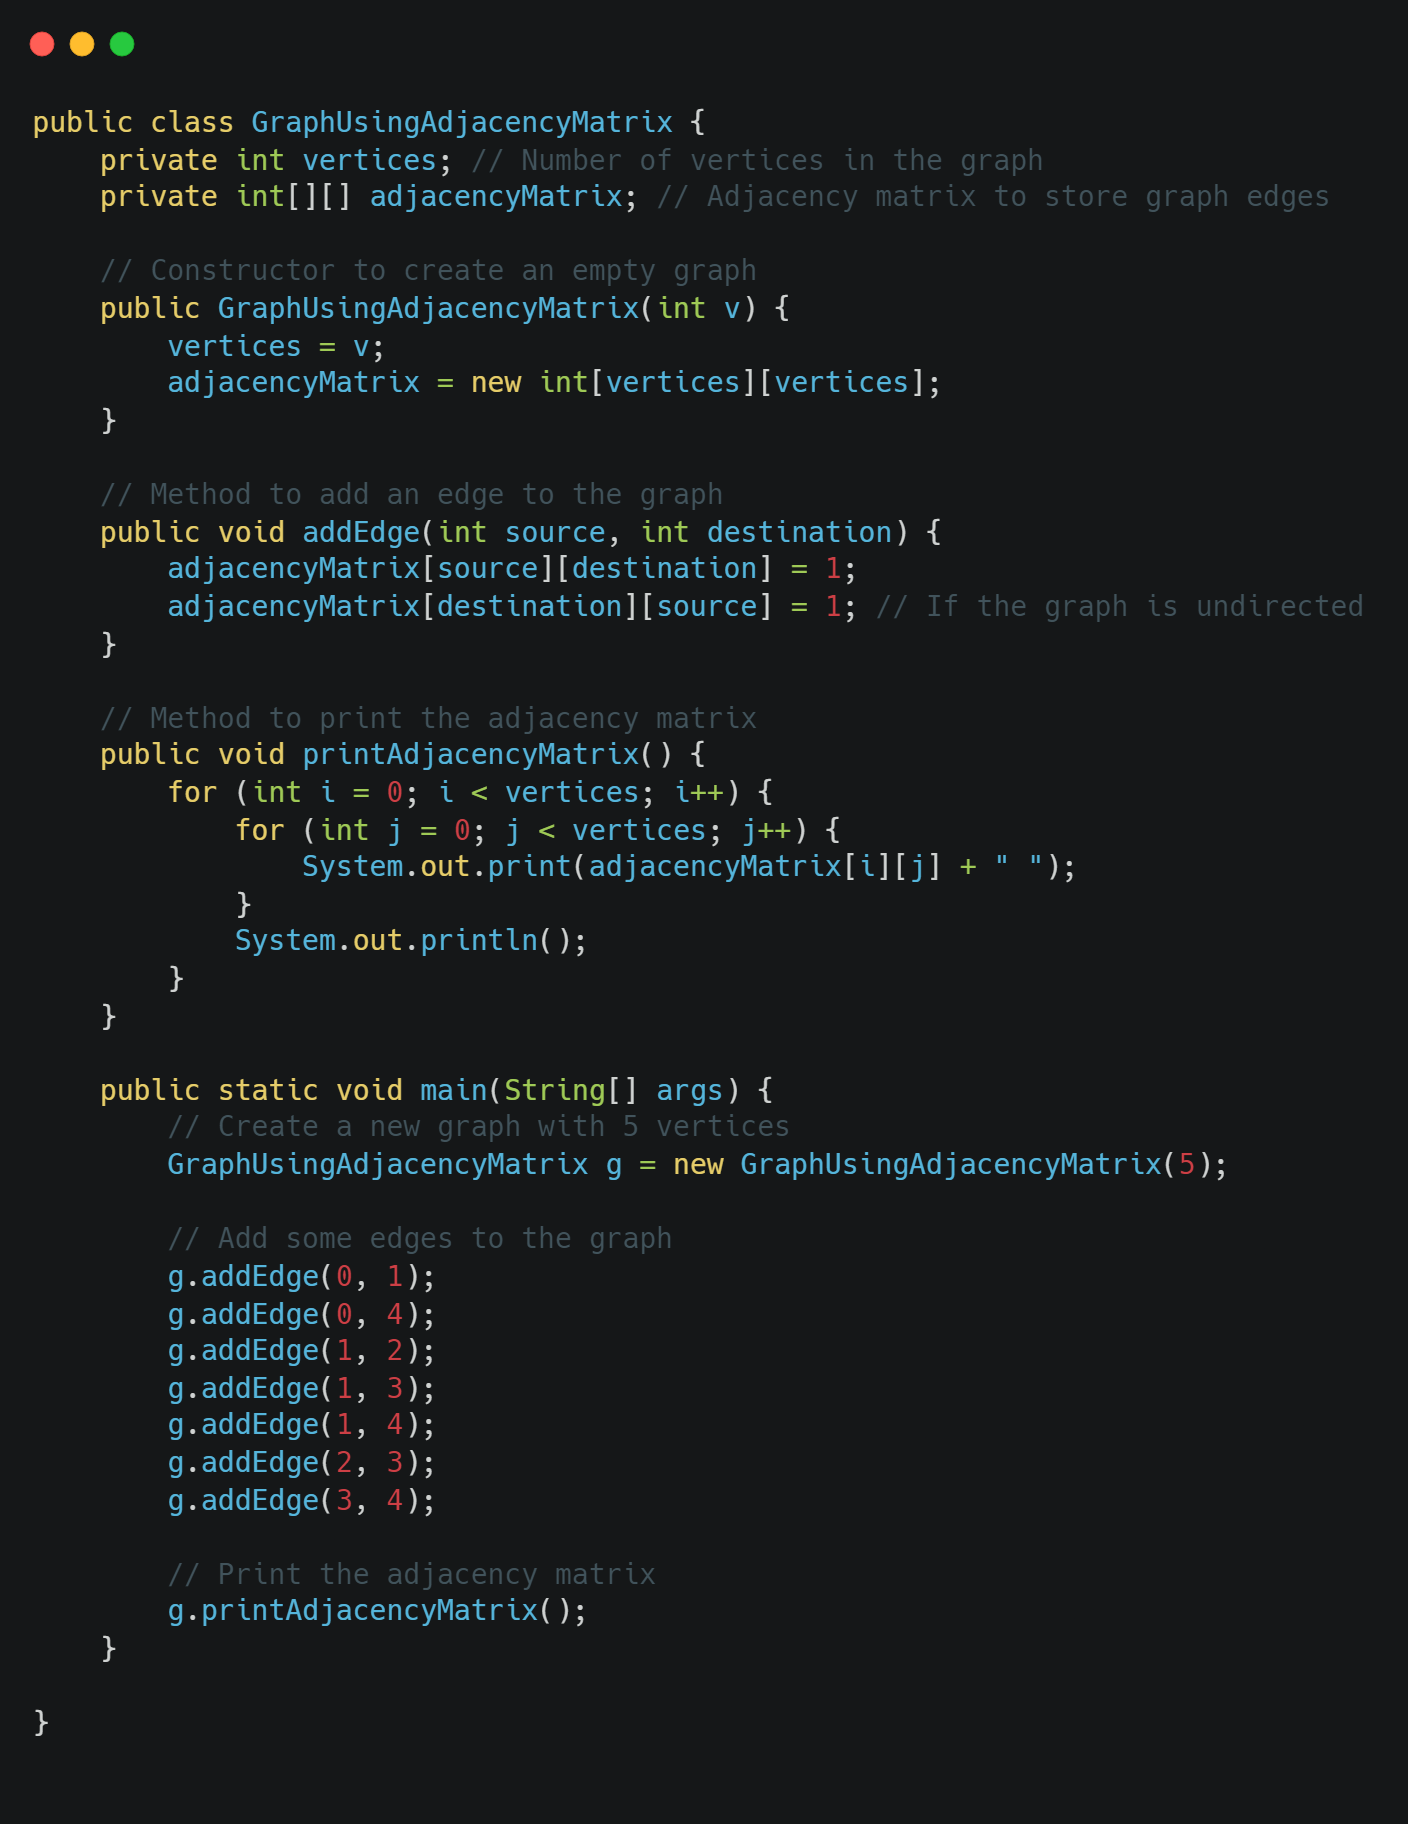 public class GraphUsingAdjacencyMatrix {
    private int vertices; // Number of vertices in the graph
    private int[][] adjacencyMatrix; // Adjacency matrix to store graph edges

    // Constructor to create an empty graph
    public GraphUsingAdjacencyMatrix(int v) {
        vertices = v;
        adjacencyMatrix = new int[vertices][vertices];
    }

    // Method to add an edge to the graph
    public void addEdge(int source, int destination) {
        adjacencyMatrix[source][destination] = 1;
        adjacencyMatrix[destination][source] = 1; // If the graph is undirected
    }

    // Method to print the adjacency matrix
    public void printAdjacencyMatrix() {
        for (int i = 0; i < vertices; i++) {
            for (int j = 0; j < vertices; j++) {
                System.out.print(adjacencyMatrix[i][j] + " ");
            }
            System.out.println();
        }
    }

    public static void main(String[] args) {
        // Create a new graph with 5 vertices
        GraphUsingAdjacencyMatrix g = new GraphUsingAdjacencyMatrix(5);

        // Add some edges to the graph
        g.addEdge(0, 1);
        g.addEdge(0, 4);
        g.addEdge(1, 2);
        g.addEdge(1, 3);
        g.addEdge(1, 4);
        g.addEdge(2, 3);
        g.addEdge(3, 4);

        // Print the adjacency matrix
        g.printAdjacencyMatrix();
    }

}